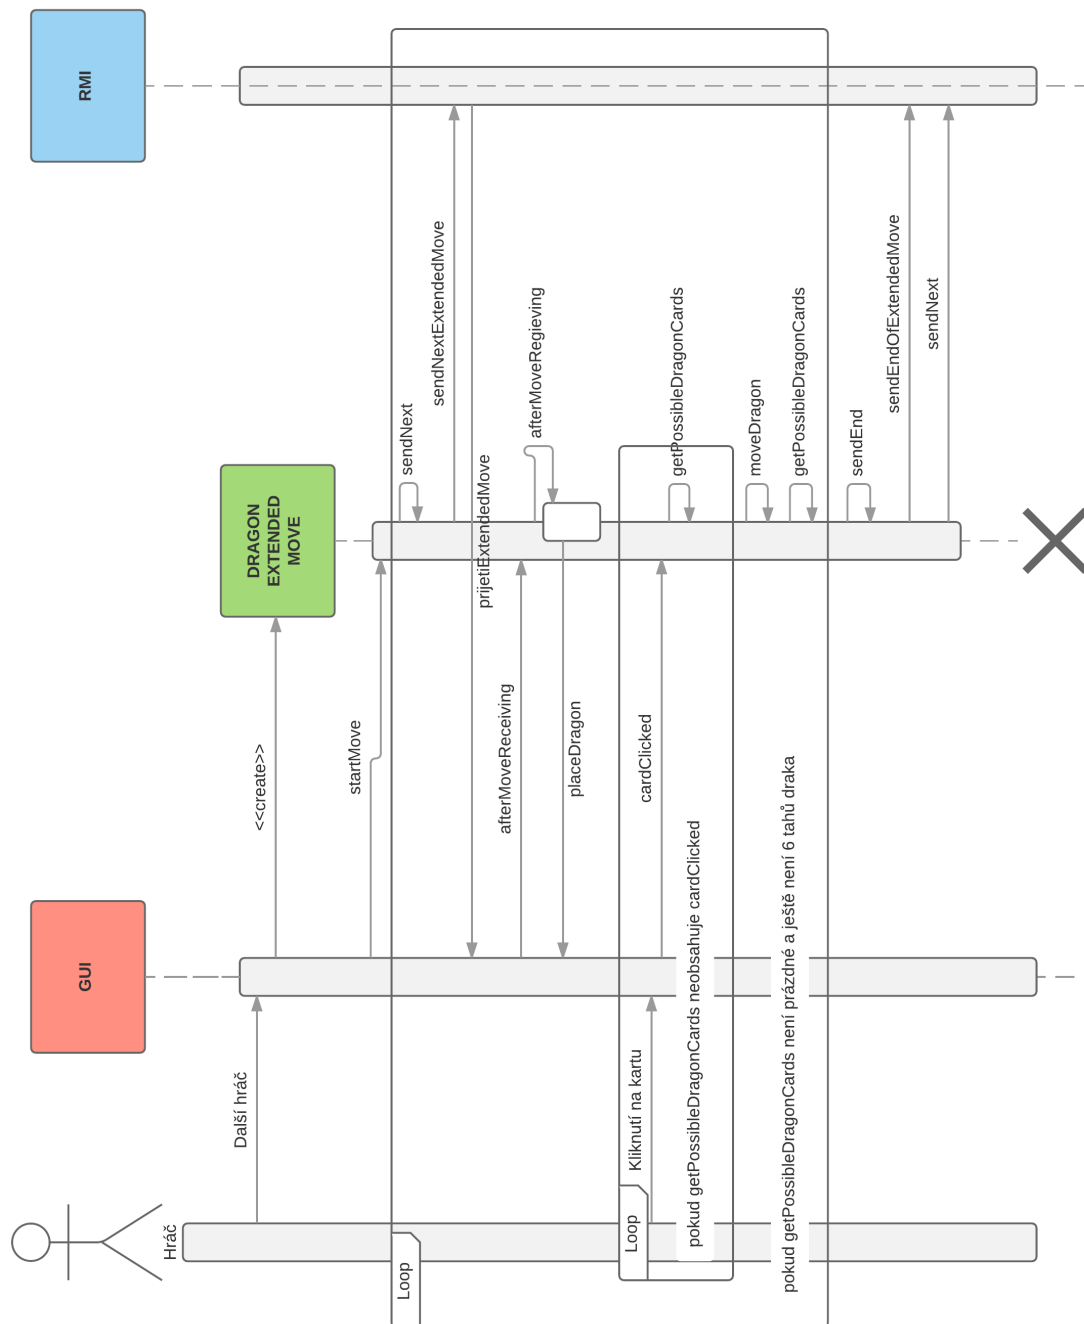 Hráč
GUI
DRAGON
EXTENDED
MOVE
RMI
Další hráč
<<create>>
startMove
Loop
sendNext
sendNextExtendedMove
prijetiExtendedMove
afterMoveReceiving
afterMoveRegieving
placeDragon
Loop
Kliknutí na kartu
cardClicked
getPossibleDragonCards
pokud getPossibleDragonCards neobsahuje cardClicked
moveDragon
getPossibleDragonCards
pokud getPossibleDragonCards není prázdné a ještě není 6 tahů draka
sendEnd
sendEndOfExtendedMove
sendNext